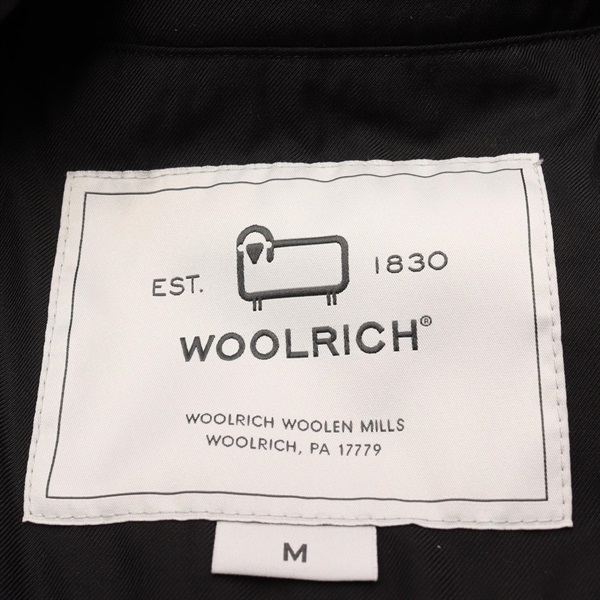 EST. 1830
WOOLRICH®
WOOLRICH WOOLEN MILLS
WOOLRICH, PA 17779
M